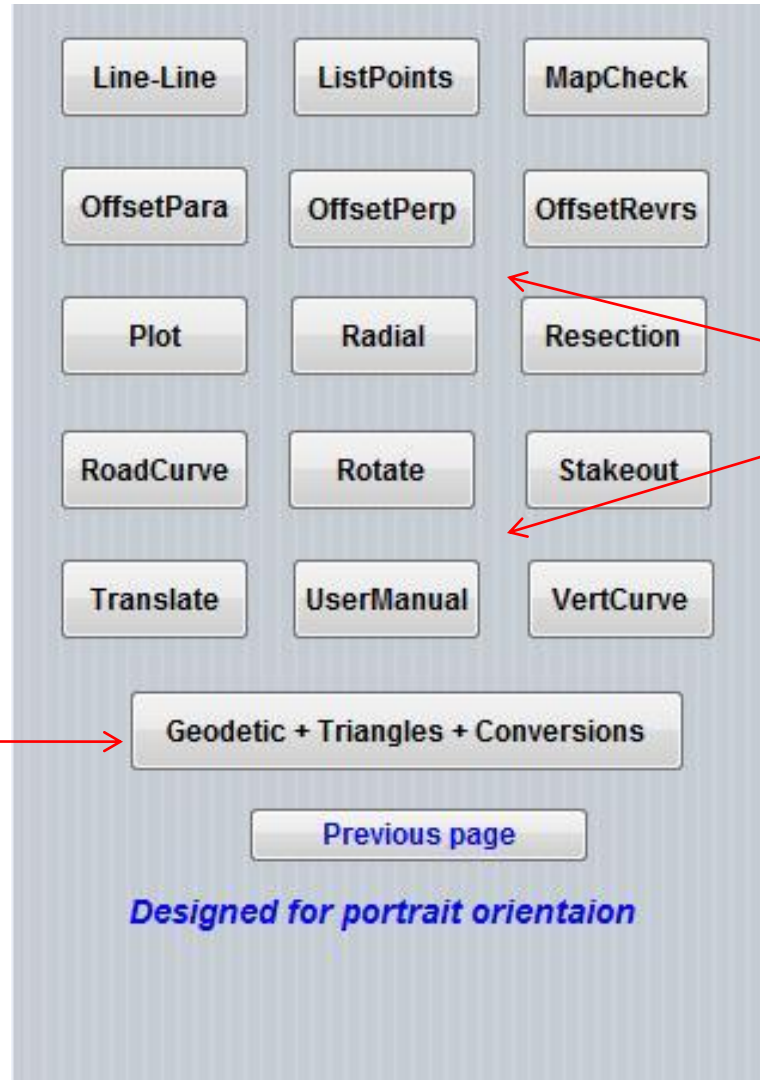 Line-Line ListPoints MapCheck
OffsetPara OffsetPerp OffsetRevrs
Plot Radial Resection
RoadCurve Rotate Stakeout
Translate UserManual VertCurve
Geodetic + Triangles + Conversions
Previous page
Designed for portrait orientaion